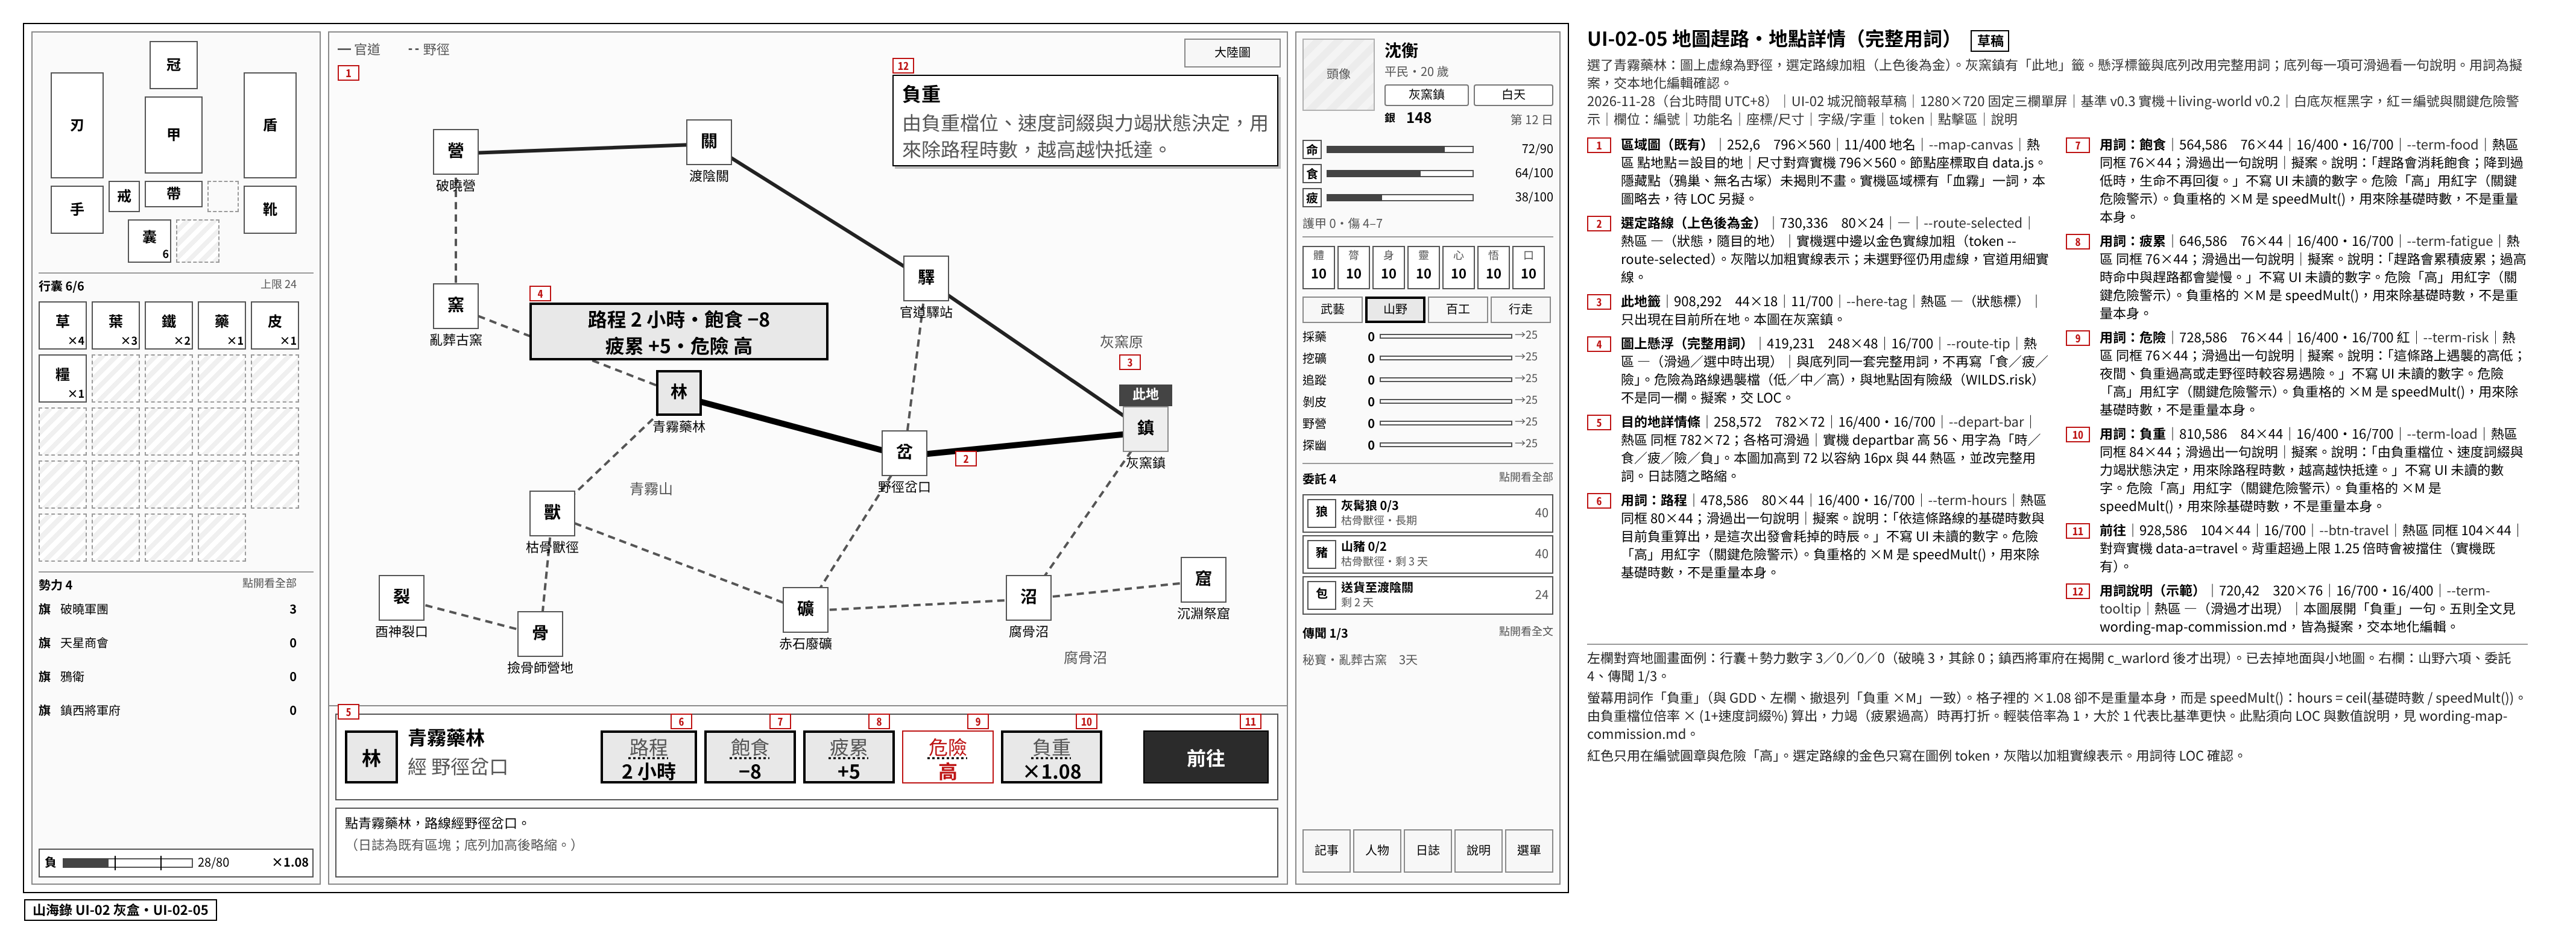 冠
刃
甲
盾
手
戒
帶
靴
囊
6
行囊 6/6
上限 24
草
×4
葉
×3
鐵
×2
藥
×1
皮
×1
糧
×1
勢力 4
點開看全部
旗 破曉軍團 3
旗 天星商會 0
旗 鴉衛 0
旗 鎮西將軍府 0
負 28/80 ×1.08
官道 野徑
1
大陸圖
12
負重
由負重檔位、速度詞綴與力竭狀態決定，用
來除路程時數，越高越快抵達。
營
破曉營
關
渡陰關
驛
官道驛站
窯
亂葬古窯
4
路程 2 小時・飽食 −8
疲累 +5・危險 高
灰窯原
3
此地
鎮
灰窯鎮
林
青霧藥林
岔
野徑岔口
2
青霧山
獸
枯骨獸徑
裂
酉神裂口
骨
撿骨師營地
礦
赤石廢礦
沼
腐骨沼
窟
沉淵祭窟
腐骨沼
5
林
青霧藥林
經 野徑岔口
6
路程
2 小時
7
飽食
−8
8
疲累
+5
9
危險
高
10
負重
×1.08
11
前往
點青霧藥林，路線經野徑岔口。
（日誌為既有區塊；底列加高後略縮。）
頭像
沈衡
平民・20 歲
灰窯鎮
白天
銀 148
第 12 日
命 72/90
食 64/100
疲 38/100
護甲 0・傷 4–7
體 膂 身 靈 心 悟 口
10 10 10 10 10 10 10
武藝 山野 百工 行走
採藥 0 →25
挖礦 0 →25
追蹤 0 →25
剝皮 0 →25
野營 0 →25
探幽 0 →25
委託 4
點開看全部
狼
灰髯狼 0/3
枯骨獸徑・長期
40
豬
山豬 0/2
枯骨獸徑・剩 3 天
40
包
送貨至渡陰關
剩 2 天
24
傳聞 1/3
點開看全文
秘寶・亂葬古窯 3天
記事 人物 日誌 說明 選單
山海錄 UI-02 灰盒・UI-02-05
UI-02-05 地圖趕路・地點詳情（完整用詞） 草稿
選了青霧藥林：圖上虛線為野徑，選定路線加粗（上色後為金）。灰窯鎮有「此地」籤。懸浮標籤與底列改用完整用詞；底列每一項可滑過看一句說明。用詞為擬
案，交本地化編輯確認。
2026-11-28（台北時間 UTC+8）｜UI-02 城況簡報草稿｜1280×720 固定三欄單屏｜基準 v0.3 實機＋living-world v0.2｜白底灰框黑字，紅＝編號與關鍵危險警
示｜欄位：編號｜功能名｜座標/尺寸｜字級/字重｜token｜點擊區｜說明
1 區域圖（既有）｜252,6 796×560｜11/400 地名｜--map-canvas｜熱
區 點地點＝設目的地｜尺寸對齊實機 796×560。節點座標取自 data.js。
隱藏點（鴉巢、無名古塚）未揭則不畫。實機區域標有「血霧」一詞，本
圖略去，待 LOC 另擬。
2 選定路線（上色後為金）｜730,336 80×24｜—｜--route-selected｜
熱區 —（狀態，隨目的地）｜實機選中邊以金色實線加粗（token --
route-selected）。灰階以加粗實線表示；未選野徑仍用虛線，官道用細實
線。
3 此地籤｜908,292 44×18｜11/700｜--here-tag｜熱區 —（狀態標）｜
只出現在目前所在地。本圖在灰窯鎮。
4 圖上懸浮（完整用詞）｜419,231 248×48｜16/700｜--route-tip｜熱
區 —（滑過／選中時出現）｜與底列同一套完整用詞，不再寫「食／疲／
險」。危險為路線遇襲檔（低／中／高），與地點固有險級（WILDS.risk）
不是同一欄。擬案，交 LOC。
5 目的地詳情條｜258,572 782×72｜16/400・16/700｜--depart-bar｜
熱區 同框 782×72；各格可滑過｜實機 departbar 高 56、用字為「時／
食／疲／險／負」。本圖加高到 72 以容納 16px 與 44 熱區，並改完整用
詞。日誌隨之略縮。
6 用詞：路程｜478,586 80×44｜16/400・16/700｜--term-hours｜熱區
同框 80×44；滑過出一句說明｜擬案。說明：「依這條路線的基礎時數與
目前負重算出，是這次出發會耗掉的時辰。」不寫 UI 未讀的數字。危險
「高」用紅字（關鍵危險警示）。負重格的 ×M 是 speedMult()，用來除
基礎時數，不是重量本身。
7 用詞：飽食｜564,586 76×44｜16/400・16/700｜--term-food｜熱區
同框 76×44；滑過出一句說明｜擬案。說明：「趕路會消耗飽食；降到過
低時，生命不再回復。」不寫 UI 未讀的數字。危險「高」用紅字（關鍵
危險警示）。負重格的 ×M 是 speedMult()，用來除基礎時數，不是重量
本身。
8 用詞：疲累｜646,586 76×44｜16/400・16/700｜--term-fatigue｜熱
區 同框 76×44；滑過出一句說明｜擬案。說明：「趕路會累積疲累；過高
時命中與趕路都會變慢。」不寫 UI 未讀的數字。危險「高」用紅字（關
鍵危險警示）。負重格的 ×M 是 speedMult()，用來除基礎時數，不是重
量本身。
9 用詞：危險｜728,586 76×44｜16/400・16/700 紅｜--term-risk｜熱
區 同框 76×44；滑過出一句說明｜擬案。說明：「這條路上遇襲的高低；
夜間、負重過高或走野徑時較容易遇險。」不寫 UI 未讀的數字。危險
「高」用紅字（關鍵危險警示）。負重格的 ×M 是 speedMult()，用來除
基礎時數，不是重量本身。
10 用詞：負重｜810,586 84×44｜16/400・16/700｜--term-load｜熱區
同框 84×44；滑過出一句說明｜擬案。說明：「由負重檔位、速度詞綴與
力竭狀態決定，用來除路程時數，越高越快抵達。」不寫 UI 未讀的數
字。危險「高」用紅字（關鍵危險警示）。負重格的 ×M 是
speedMult()，用來除基礎時數，不是重量本身。
11 前往｜928,586 104×44｜16/700｜--btn-travel｜熱區 同框 104×44｜
對齊實機 data-a=travel。背重超過上限 1.25 倍時會被擋住（實機既
有）。
12 用詞說明（示範）｜720,42 320×76｜16/700・16/400｜--term-
tooltip｜熱區 —（滑過才出現）｜本圖展開「負重」一句。五則全文見
wording-map-commission.md，皆為擬案，交本地化編輯。
左欄對齊地圖畫面例：行囊＋勢力數字 3／0／0／0（破曉 3，其餘 0；鎮西將軍府在揭開 c_warlord 後才出現）。已去掉地面與小地圖。右欄：山野六項、委託
4、傳聞 1/3。
螢幕用詞作「負重」（與 GDD、左欄、撤退列「負重 ×M」一致）。格子裡的 ×1.08 卻不是重量本身，而是 speedMult()：hours = ceil(基礎時數 / speedMult())。
由負重檔位倍率 × (1+速度詞綴%) 算出，力竭（疲累過高）時再打折。輕裝倍率為 1，大於 1 代表比基準更快。此點須向 LOC 與數值說明，見 wording-map-
commission.md。
紅色只用在編號圓章與危險「高」。選定路線的金色只寫在圖例 token，灰階以加粗實線表示。用詞待 LOC 確認。